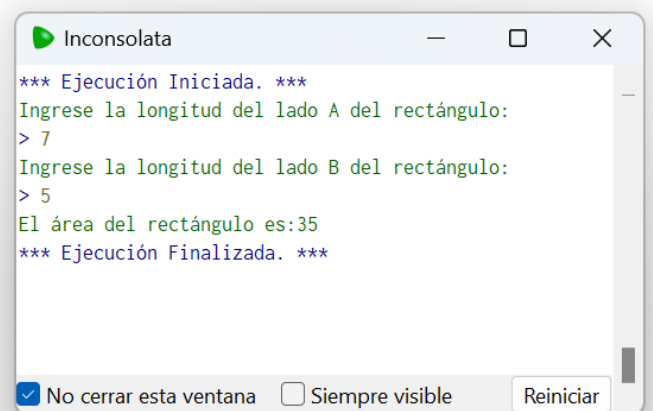 Inconsolata
*** Ejecución Iniciada. ***
Ingrese la longitud del lado A del rectángulo:
> 7
Ingrese la longitud del lado B del rectángulo:
> 5
El área del rectángulo es:35
*** Ejecución Finalizada. ***
No cerrar esta ventana Siempre visible Reiniciar